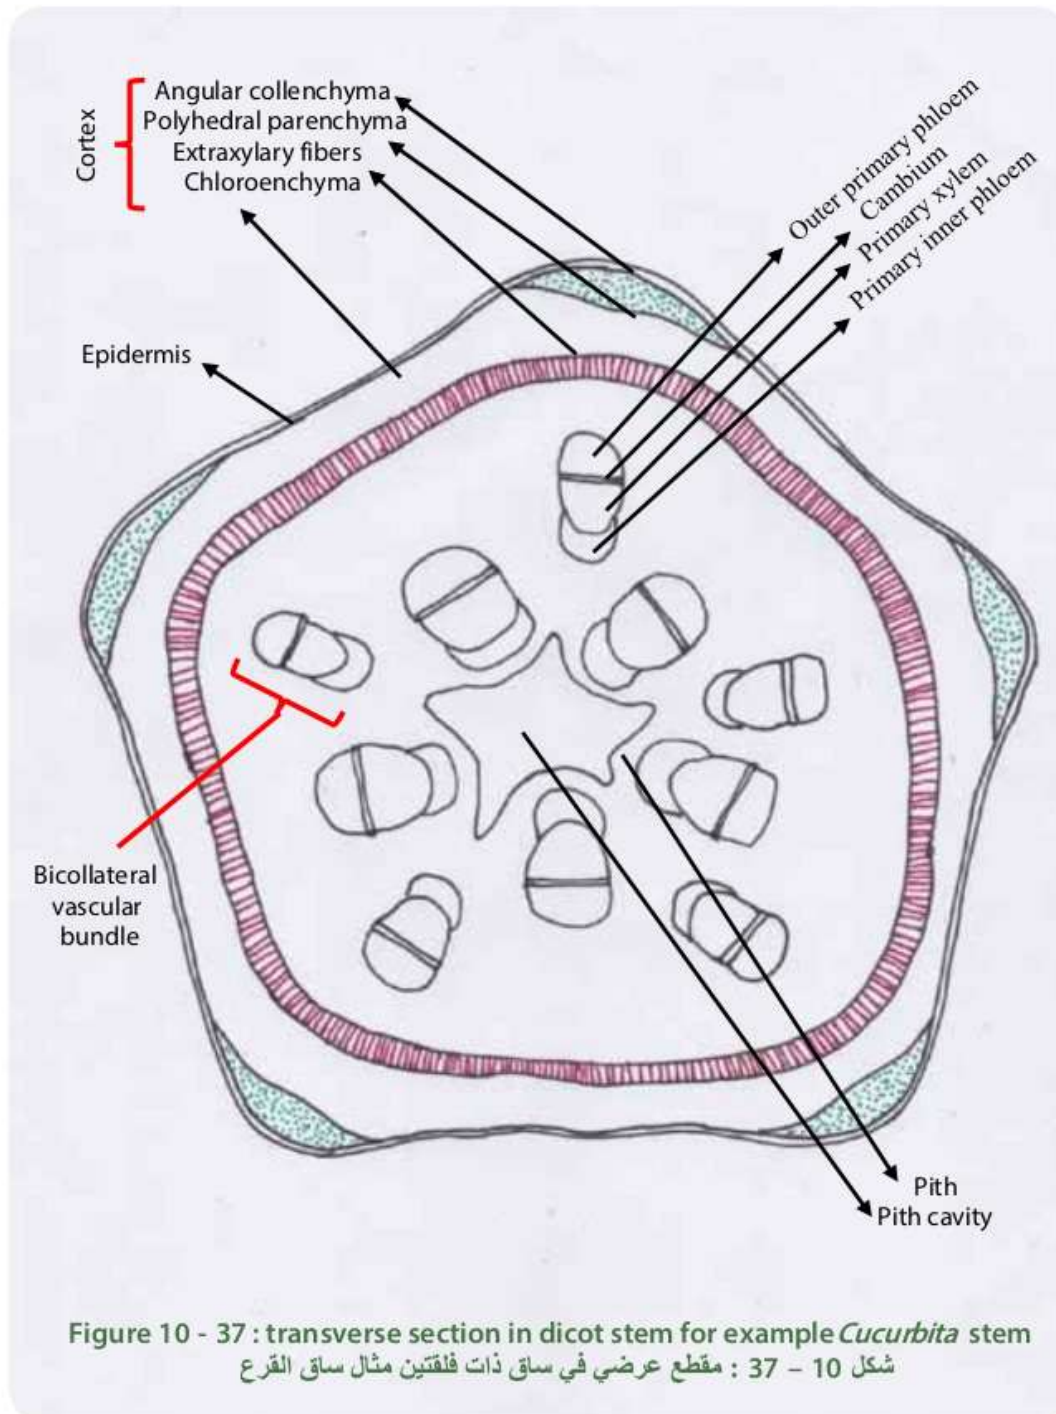 Cortex
Angular collenchyma
Polyhedral parenchyma
Extraxylary fibers
Chloroenchyma
Outer primary phloem
Cambium
Primary xylem
Primary inner phloem
Epidermis
Bicollateral
vascular
bundle
Pith
Pith cavity
Figure 10 - 37 : transverse section in dicot stem for example Cucurbita stem
شكل 10 – 37 : مقطع عرضي في ساق ذات فلقتين مثال ساق القرع